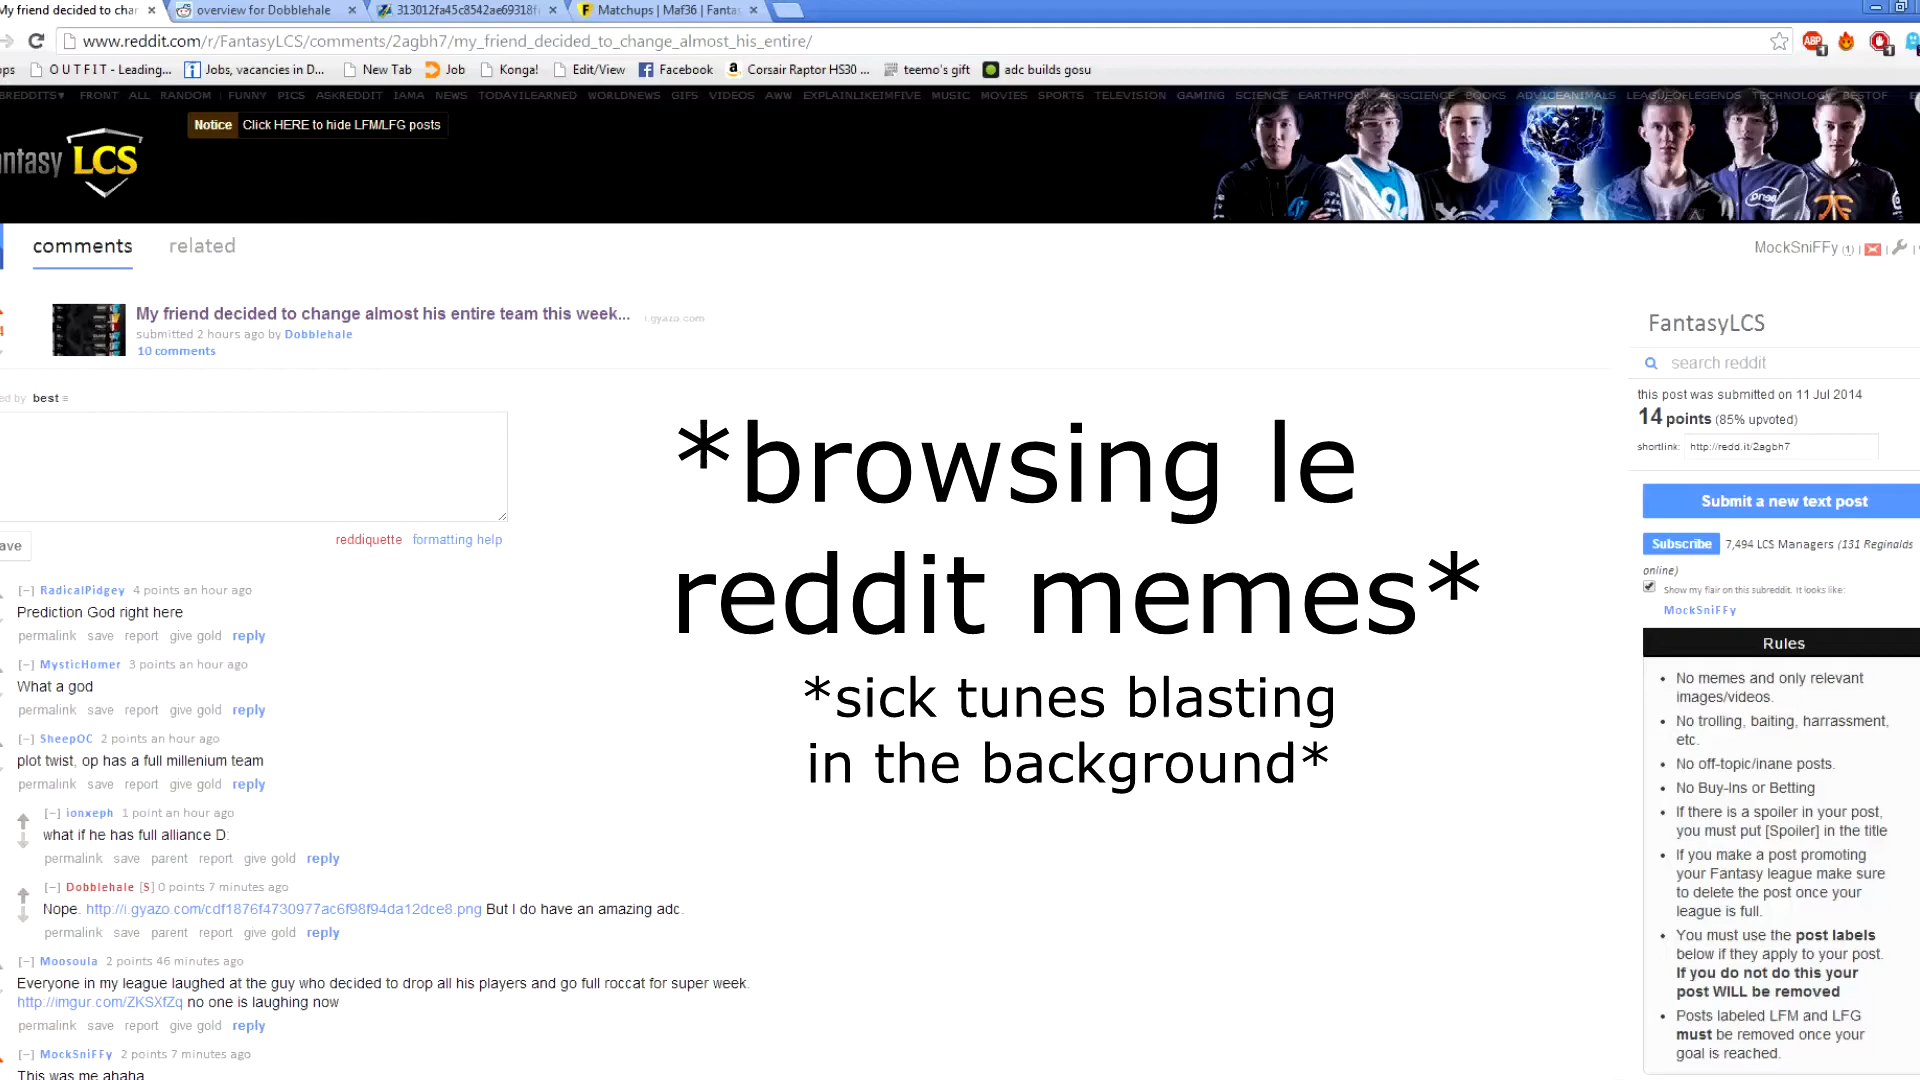 My friend decided to char
overview for Dobblehale
313012fa45c8542ae69318f
Matchups | Maf36 | Fantas
www.reddit.com/r/FantasyLCS/comments/2agbh7/my_friend_decided_to_change_almost_his_entire/
ABP
ps
O U T F I T - Leading...
Jobs, vacancies in D...
New Tab
Job
Konga!
Edit/View
Facebook
Corsair Raptor HS30 ...
teemo's gift
adc builds gosu
BREDDITS FRONT ALL RANDOM | FUNNY PICS ASKREDDIT IAMA NEWS TODAYILEARNED WORLDNEWS GIFS VIDEOS AWW EXPLAINLIKEIMFIVE MUSIC MOVIES SPORTS TELEVISION GAMING SCIENCE EARTHPO ASKSCIENCE BOOKS ADVICEANIMALS LEAGUEOFLEGENDS TECHNOLOGY BESTOF
Notice Click HERE to hide LFM/LFG posts
ntasy LCS
comments related
MockSniFFy (1) |
My friend decided to change almost his entire team this week... i.gyazo.com
submitted 2 hours ago by Dobblehale
10 comments
ed by best
ave
reddiquette formatting help
*browsing le
reddit memes*
*sick tunes blasting
in the background*
[–] RadicalPidgey 4 points an hour ago
Prediction God right here
permalink save report give gold reply
[–] MysticHomer 3 points an hour ago
What a god
permalink save report give gold reply
[–] SheepOC 2 points an hour ago
plot twist, op has a full millenium team
permalink save report give gold reply
[–] ionxeph 1 point an hour ago
what if he has full alliance D:
permalink save parent report give gold reply
[–] Dobblehale [S] 0 points 7 minutes ago
Nope. http://i.gyazo.com/cdf1876f4730977ac6f98f94da12dce8.png But I do have an amazing adc.
permalink save parent report give gold reply
[–] Moosoula 2 points 46 minutes ago
Everyone in my league laughed at the guy who decided to drop all his players and go full roccat for super week.
http://imgur.com/ZKSXfZq no one is laughing now
permalink save report give gold reply
[–] MockSniFFy 2 points 7 minutes ago
This was me ahaha
FantasyLCS
search reddit
this post was submitted on 11 Jul 2014
14 points (85% upvoted)
shortlink: http://redd.it/2agbh7
Submit a new text post
Subscribe 7,494 LCS Managers (131 Reginalds
online)
Show my flair on this subreddit. It looks like:
MockSniFFy
Rules
• No memes and only relevant
images/videos.
• No trolling, baiting, harrassment,
etc.
• No off-topic/inane posts.
• No Buy-Ins or Betting
• If there is a spoiler in your post,
you must put [Spoiler] in the title
• If you make a post promoting
your Fantasy league make sure
to delete the post once your
league is full.
• You must use the post labels
below if they apply to your post.
If you do not do this your
post WILL be removed
• Posts labeled LFM and LFG
must be removed once your
goal is reached.